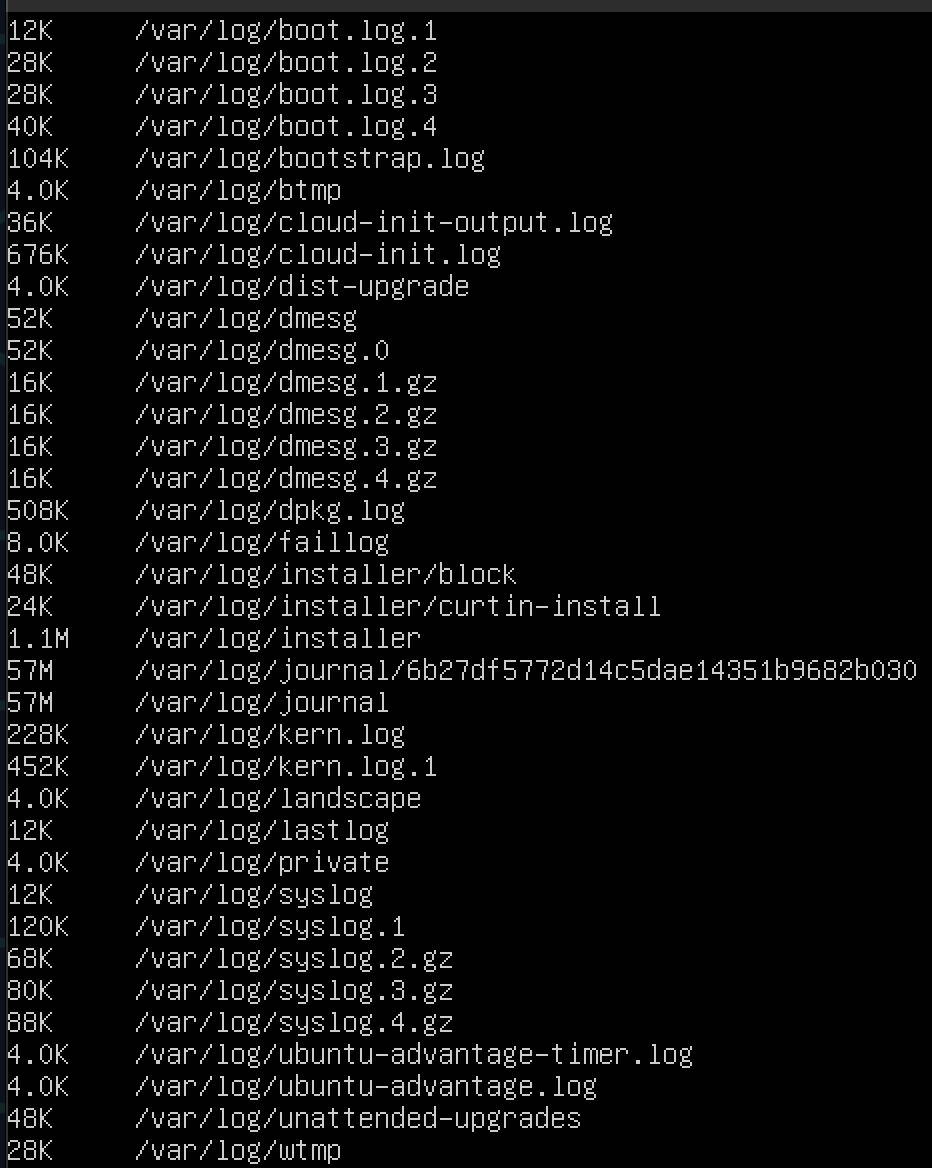 12K /var/log/boot.log.1
28K /var/log/boot.log.2
28K /var/log/boot.log.3
40K /var/log/boot.log.4
104K /var/log/bootstrap.log
4.0K /var/log/btmp
36K /var/log/cloud-init-output.log
676K /var/log/cloud-init.log
4.0K /var/log/dist-upgrade
52K /var/log/dmesg
52K /var/log/dmesg.0
16K /var/log/dmesg.1.gz
16K /var/log/dmesg.2.gz
16K /var/log/dmesg.3.gz
16K /var/log/dmesg.4.gz
508K /var/log/dpkg.log
8.0K /var/log/faillog
48K /var/log/installer/block
24K /var/log/installer/curtin-install
1.1M /var/log/installer
57M /var/log/journal/6b27df5772d14c5dae14351b9682b030
57M /var/log/journal
228K /var/log/kern.log
452K /var/log/kern.log.1
4.0K /var/log/landscape
12K /var/log/lastlog
4.0K /var/log/private
12K /var/log/syslog
120K /var/log/syslog.1
68K /var/log/syslog.2.gz
80K /var/log/syslog.3.gz
88K /var/log/syslog.4.gz
4.0K /var/log/ubuntu-advantage-timer.log
4.0K /var/log/ubuntu-advantage.log
48K /var/log/unattended-upgrades
28K /var/log/wtmp